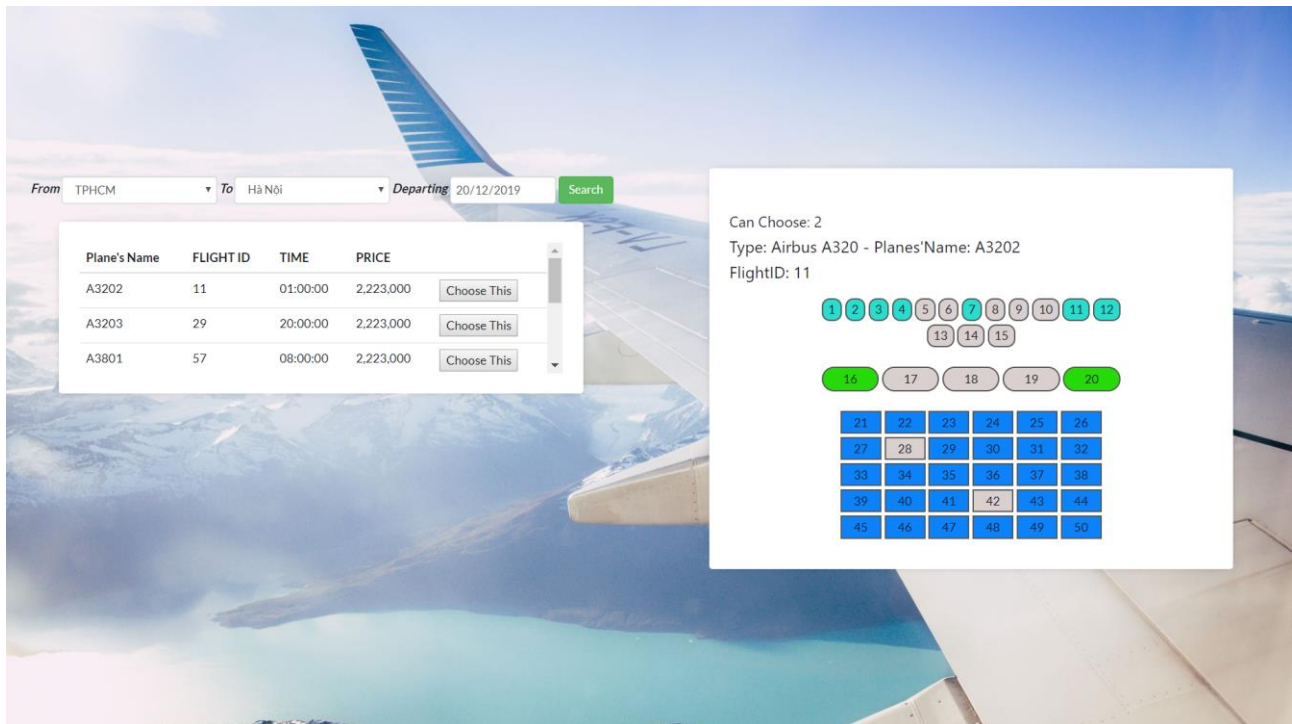 From TPHCM To Hà Nội Departing 20/12/2019 Search
Plane's Name FLIGHT ID TIME PRICE
A3202 11 01:00:00 2,223,000 Choose This
A3203 29 20:00:00 2,223,000 Choose This
A3801 57 08:00:00 2,223,000 Choose This
Can Choose: 2
Type: Airbus A320 - Planes'Name: A3202
FlightID: 11
1 2 3 4 5 6 7 8 9 10 11 12
13 14 15
16 17 18 19 20
21 22 23 24 25 26
27 28 29 30 31 32
33 34 35 36 37 38
39 40 41 42 43 44
45 46 47 48 49 50